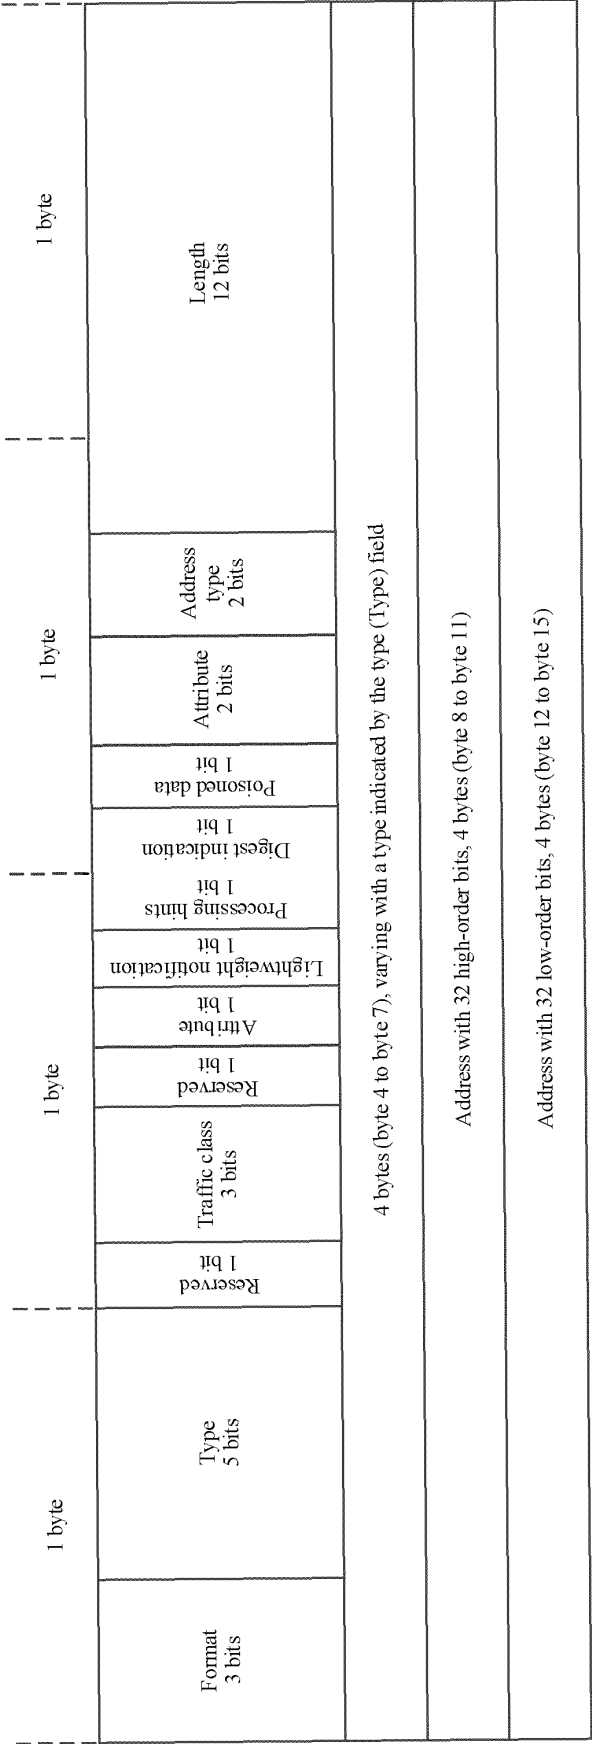 1 byte
1 byte
1 byte
1 byte
Format
3 bits
Type
5 bits
Reserved
1 bit
Traffic class
3 bits
Reserved
1 bit
Attribute
1 bit
Lightweight notification
1 bit
Processing hints
1 bit
Digest indication
1 bit
Poisoned data
1 bit
Attribute
2 bits
Address
type
2 bits
Length
12 bits
4 bytes (byte 4 to byte 7), varying with a type indicated by the type (Type) field
Address with 32 high-order bits, 4 bytes (byte 8 to byte 11)
Address with 32 low-order bits, 4 bytes (byte 12 to byte 15)